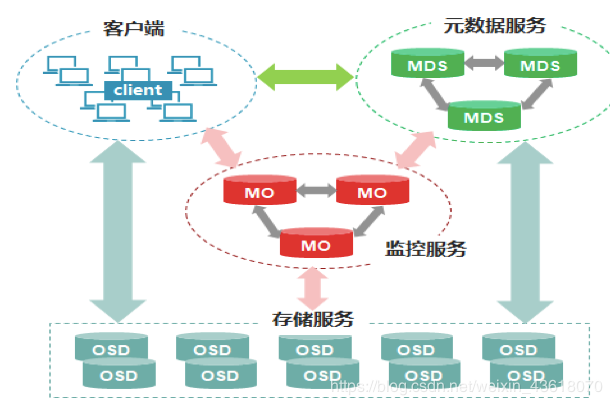 客户端
元数据服务
client
MDS
MDS
MDS
MO
MO
MO
监控服务
存储服务
OSD
OSD
OSD
OSD
OSD
OSD
OSD
OSD
OSD
OSD
https://blog.csdn.net/weixin_43618070